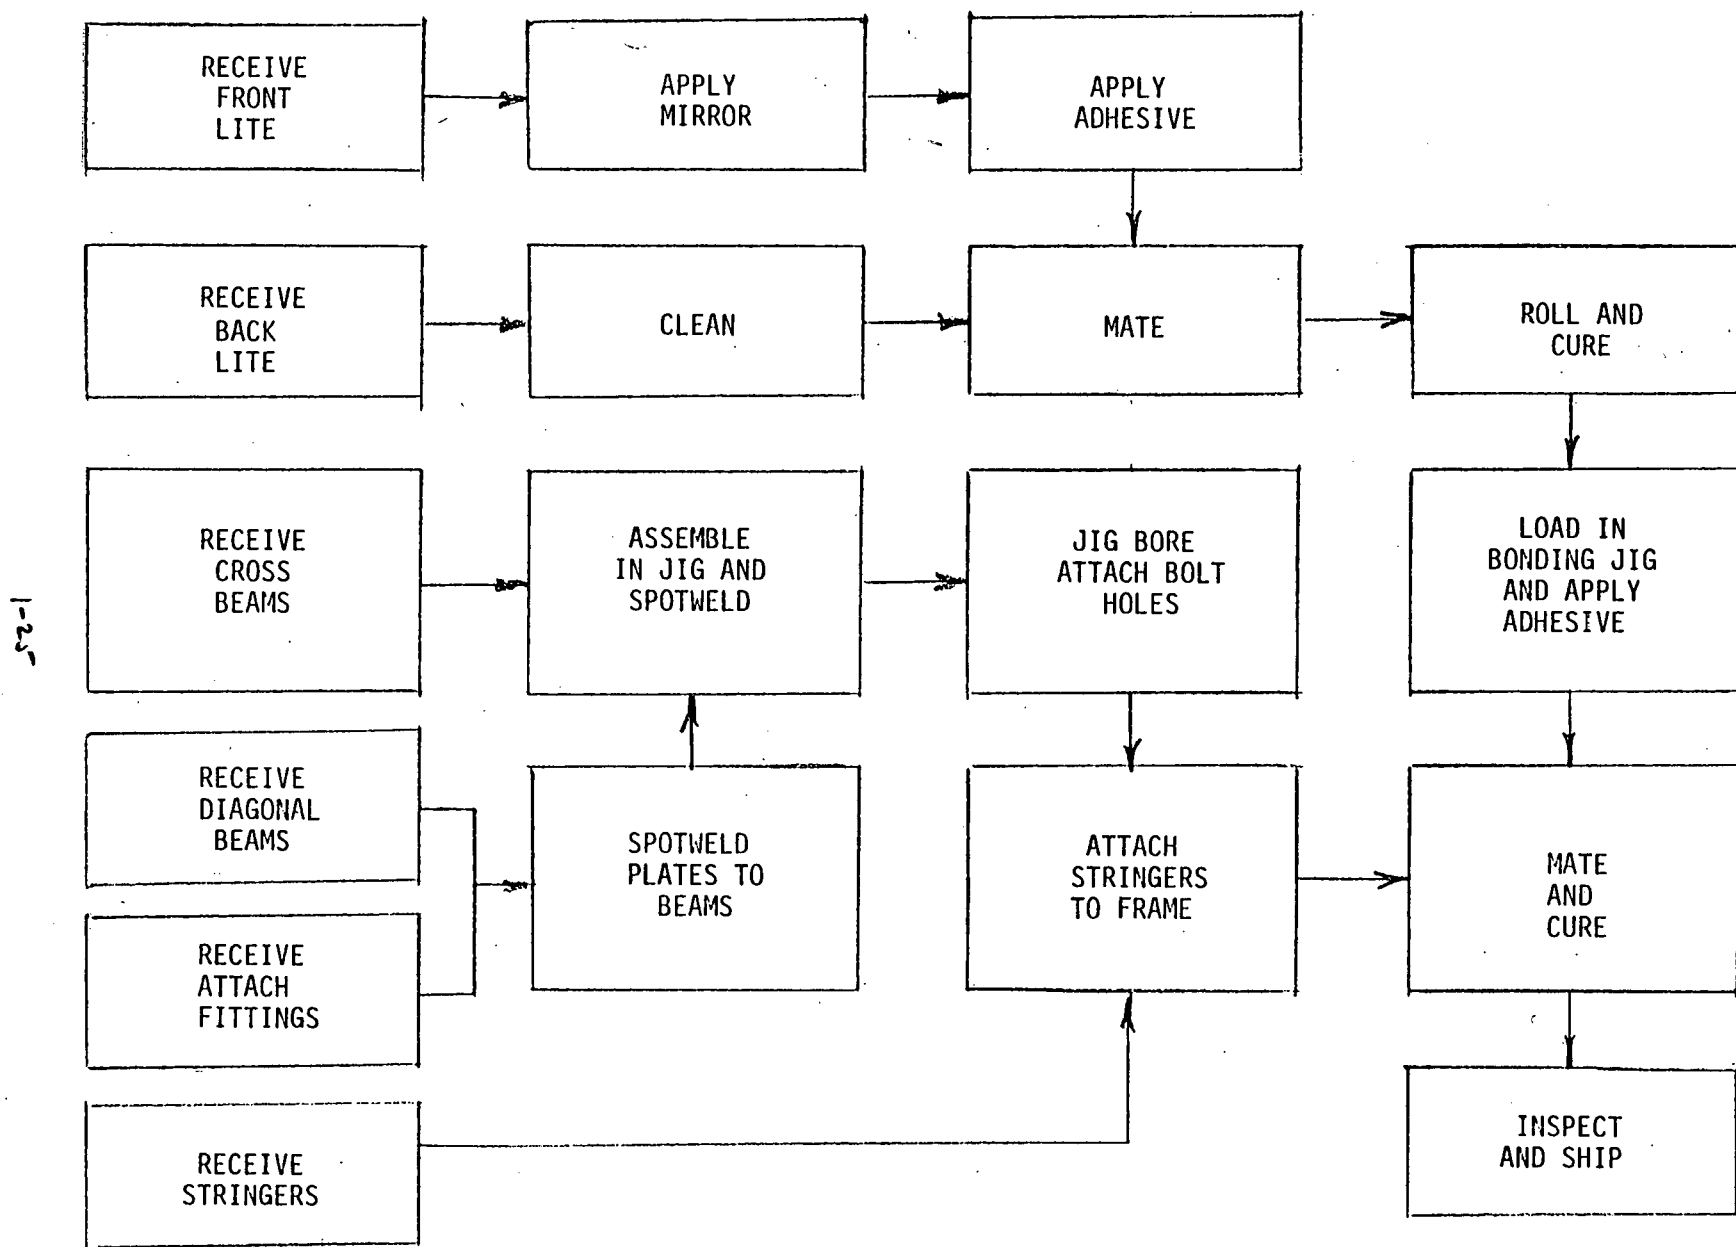 RECEIVE
FRONT
LITE
APPLY
MIRROR
APPLY
ADHESIVE
RECEIVE
BACK
LITE
CLEAN
MATE
ROLL AND
CURE
RECEIVE
CROSS
BEAMS
ASSEMBLE
IN JIG AND
SPOTWELD
JIG BORE
ATTACH BOLT
HOLES
LOAD IN
BONDING JIG
AND APPLY
ADHESIVE
RECEIVE
DIAGONAL
BEAMS
SPOTWELD
PLATES TO
BEAMS
ATTACH
STRINGERS
TO FRAME
MATE
AND
CURE
RECEIVE
ATTACH
FITTINGS
RECEIVE
STRINGERS
INSPECT
AND SHIP
1-25